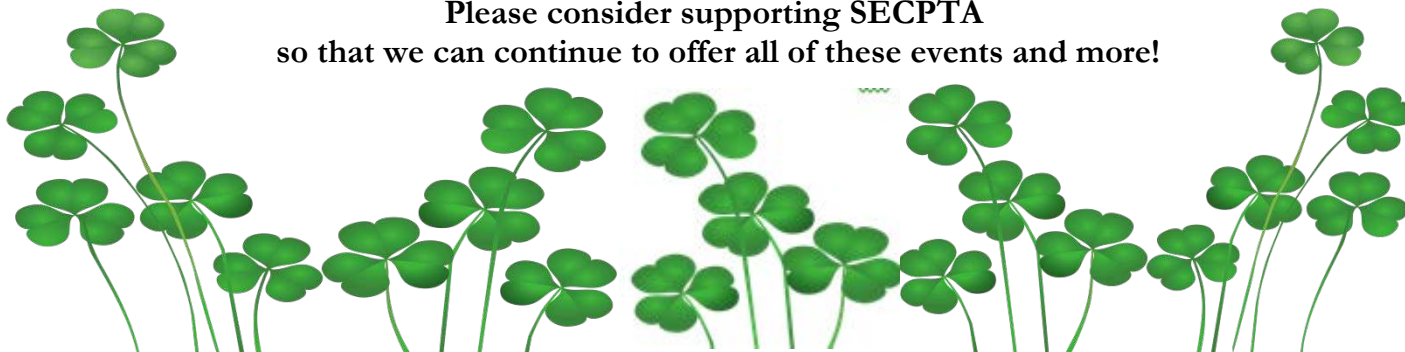 Please consider supporting SECPTA
so that we can continue to offer all of these events and more!